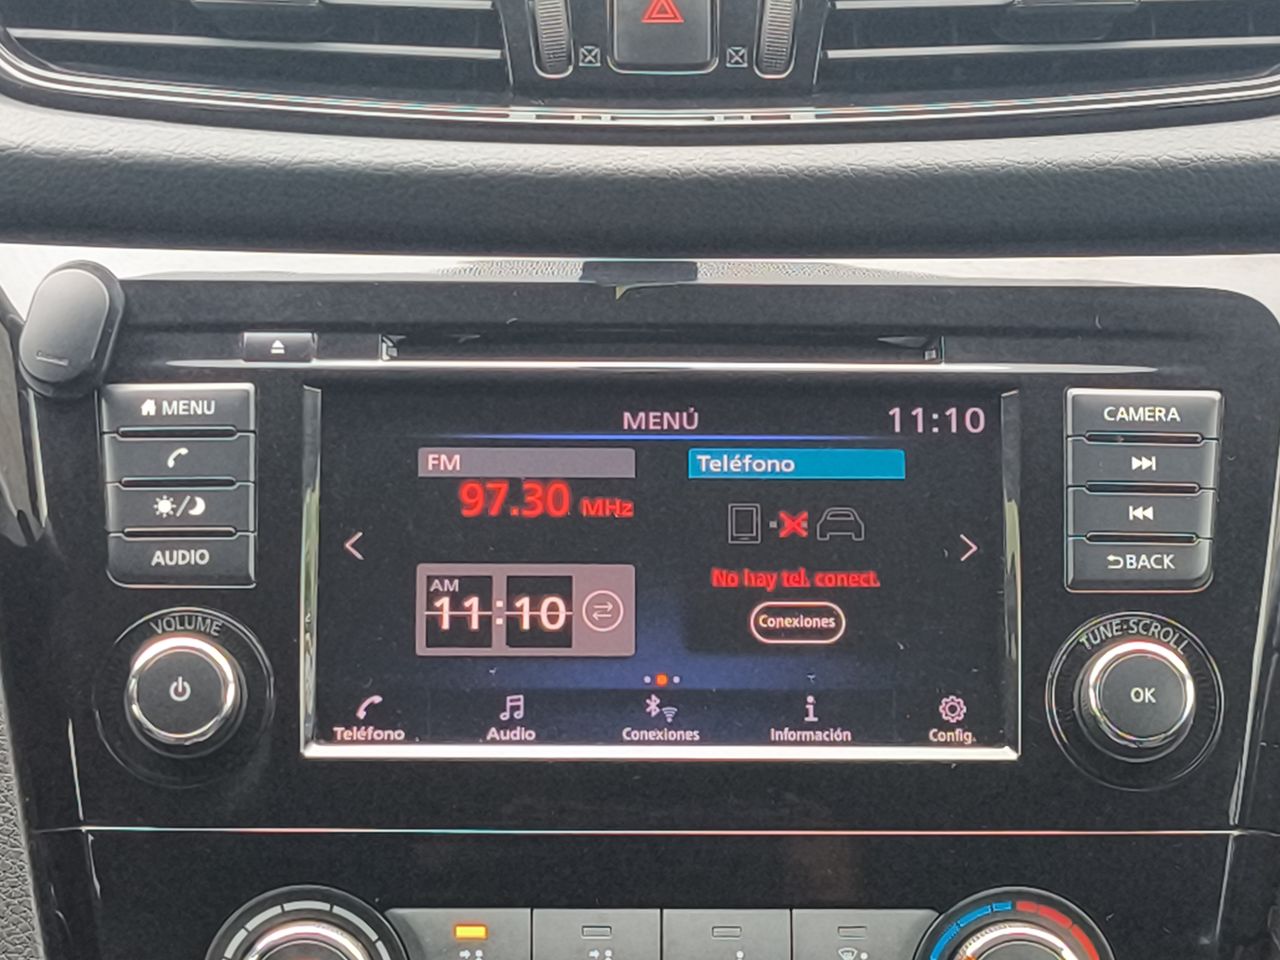 MENU
AUDIO
VOLUME
MENÚ
11:10
FM
97.30 MHz
AM
11:10
Teléfono
No hay tel. conect.
Conexiones
Teléfono
Audio
Conexiones
Información
Config.
CAMERA
BACK
TUNE·SCROLL
OK